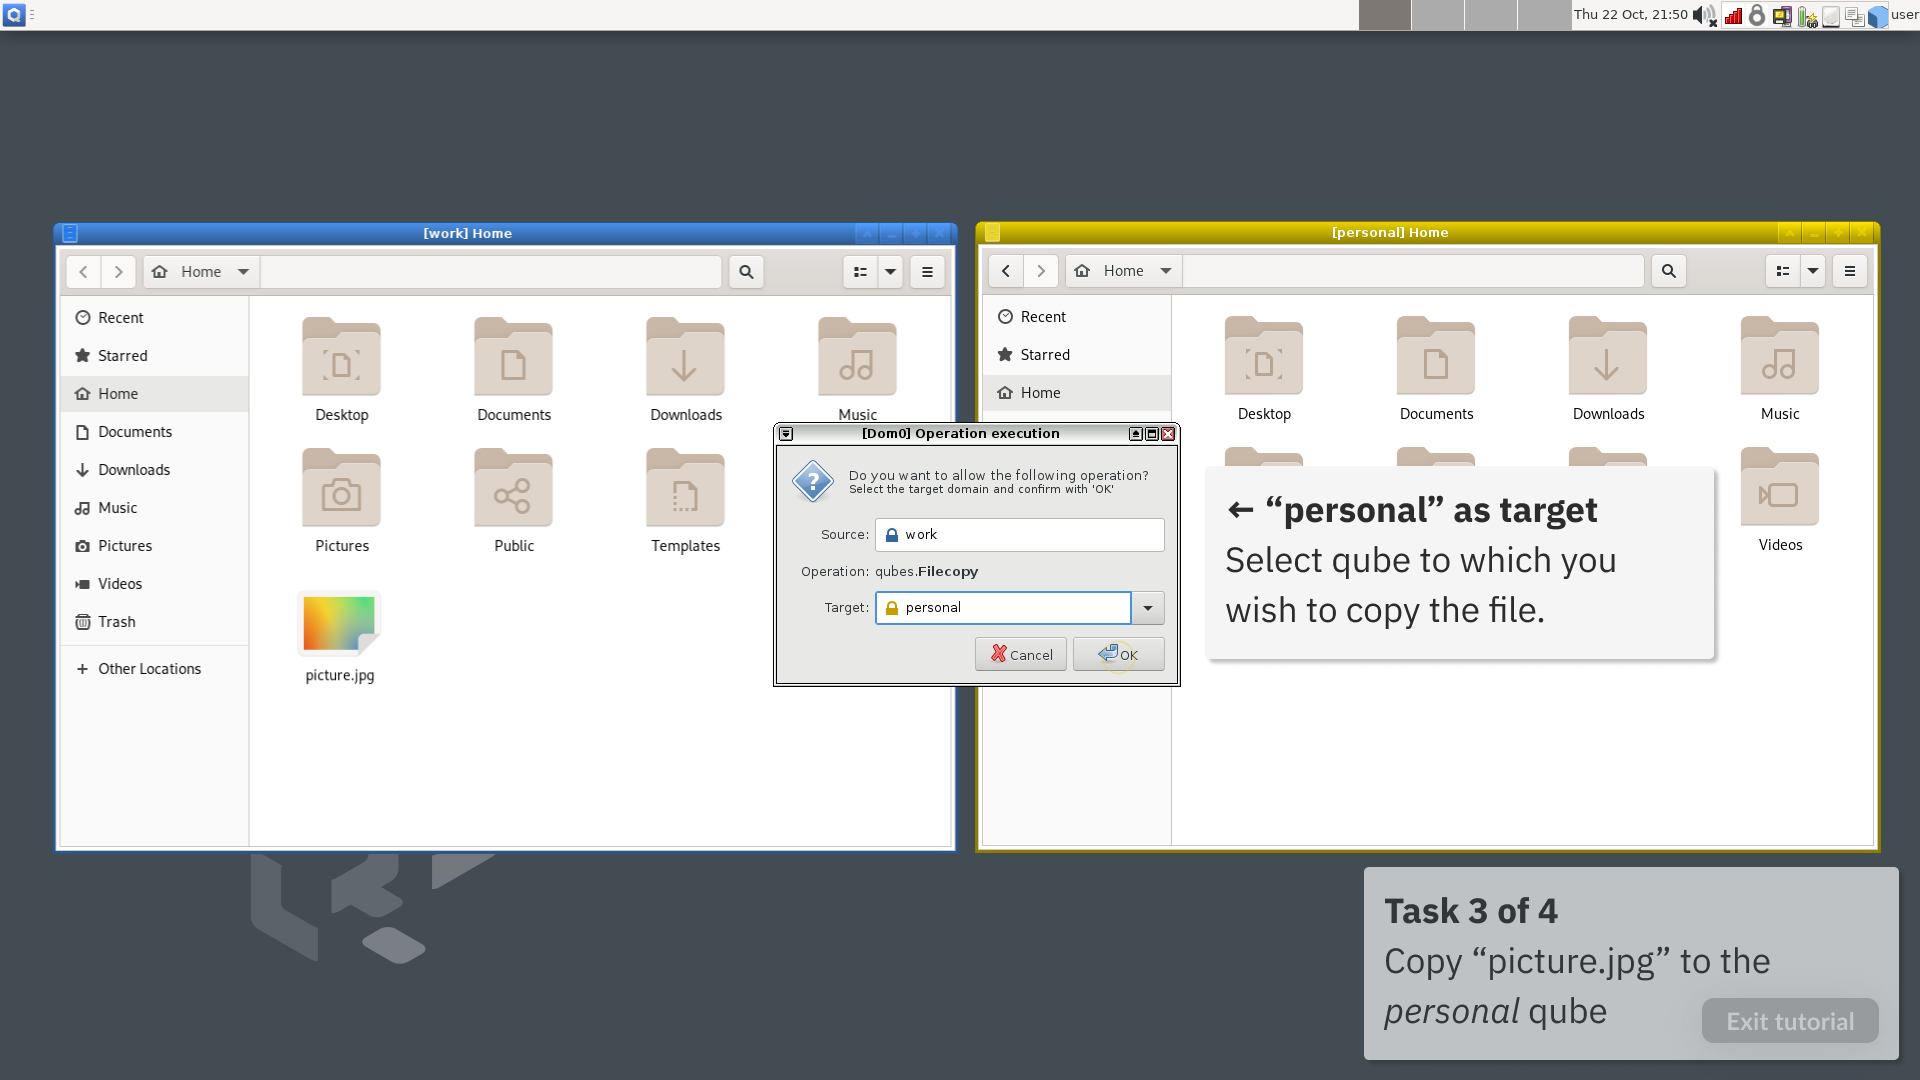 Thu 22 Oct, 21:50
user
[work] Home
Home
Recent
Starred
Home
Documents
Downloads
Music
Pictures
Videos
Trash
Other Locations
Desktop
Documents
Downloads
Music
Pictures
Public
Templates
picture.jpg
[personal] Home
Home
Recent
Starred
Home
Desktop
Documents
Downloads
Music
Videos
[Dom0] Operation execution
Do you want to allow the following operation?
Select the target domain and confirm with 'OK'
Source: work
Operation: qubes.Filecopy
Target: personal
Cancel
OK
← “personal” as target
Select qube to which you
wish to copy the file.
Task 3 of 4
Copy “picture.jpg” to the
personal qube
Exit tutorial